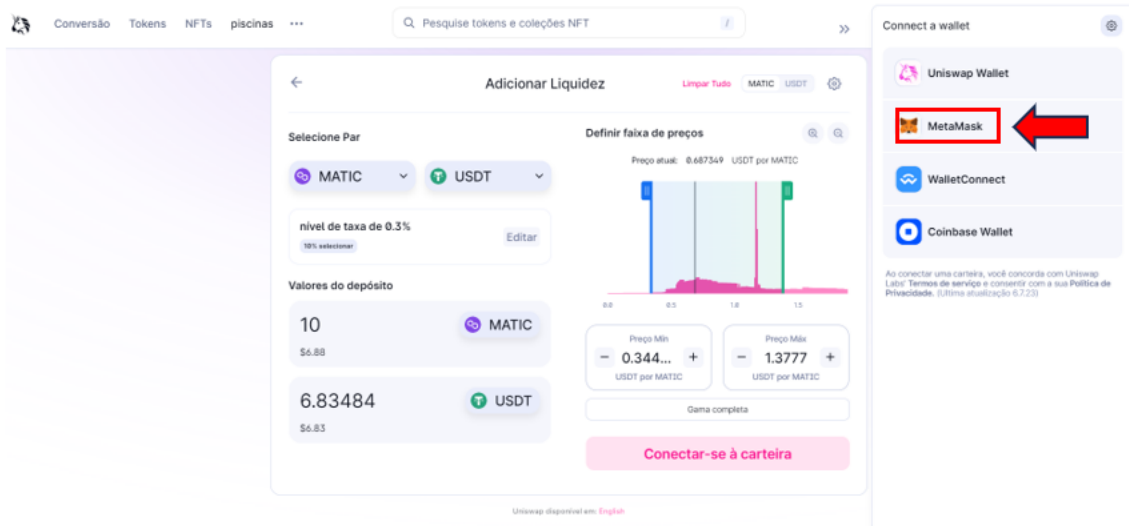 Conversão Tokens NFTs piscinas ...
Pesquise tokens e coleções NFT /
Adicionar Liquidez
Limpar Tudo MATIC USDT
Selecione Par
MATIC USDT
nível de taxa de 0.3%
10% selecionar
Editar
Valores do depósito
10 MATIC
$6.88
6.83484 USDT
$6.83
Definir faixa de preços
Preço atual: 0.687349 USDT por MATIC
0.0 0.5 1.0 1.5
Preço Mín
- 0.344... +
USDT por MATIC
Preço Máx
- 1.3777 +
USDT por MATIC
Gama completa
Conectar-se à carteira
Uniswap disponível em: English
Connect a wallet
Uniswap Wallet
MetaMask
WalletConnect
Coinbase Wallet
Ao conectar uma carteira, você concorda com Uniswap
Labs' Termos de serviço e consentir com a sua Política de
Privacidade. (Última atualização 6.7.23)